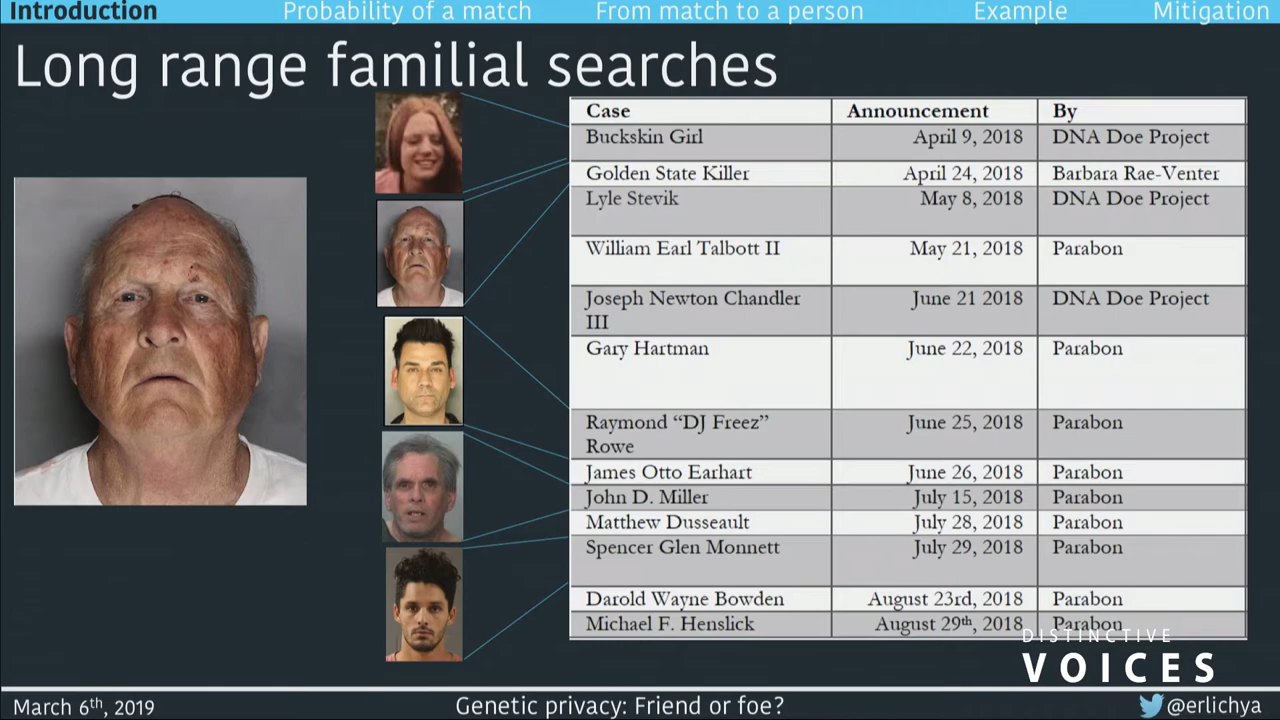 Introduction Probability of a match From match to a person Example Mitigation
Long range familial searches
Case Announcement By
Buckskin Girl April 9, 2018 DNA Doe Project
Golden State Killer April 24, 2018 Barbara Rae-Venter
Lyle Stevik May 8, 2018 DNA Doe Project
William Earl Talbott II May 21, 2018 Parabon
Joseph Newton Chandler June 21 2018 DNA Doe Project
III
Gary Hartman June 22, 2018 Parabon
Raymond “DJ Freez” June 25, 2018 Parabon
Rowe
James Otto Earhart June 26, 2018 Parabon
John D. Miller July 15, 2018 Parabon
Matthew Dusseault July 28, 2018 Parabon
Spencer Glen Monnett July 29, 2018 Parabon
Darold Wayne Bowden August 23rd, 2018 Parabon
Michael F. Henslick August 29th, 2018 Parabon
DISTINCTIVE
VOICES
March 6th, 2019 Genetic privacy: Friend or foe? @erlichya